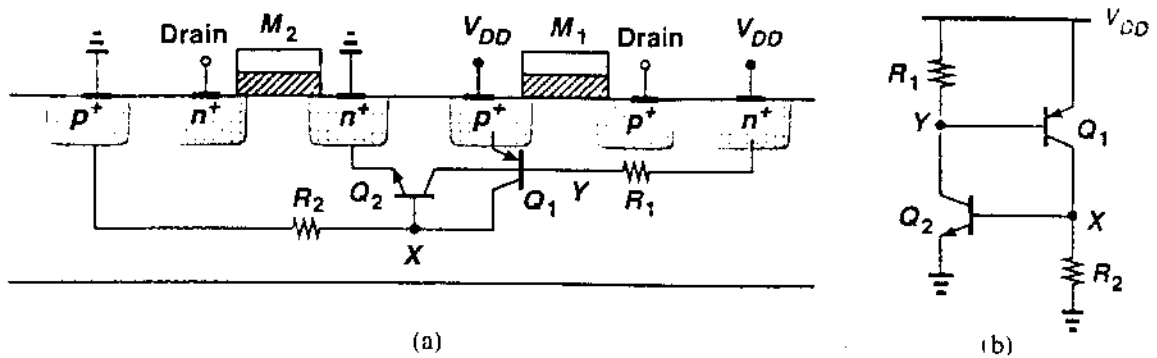 Drain M₂ V_DD M₁ Drain V_DD V_DD
p⁺ n⁺ n⁺ p⁺ p⁺ n⁺
R₁
Y Q₁
Q₂ Q₁ Y R₁
R₂
X
Q₂ X
R₂
(a) (b)